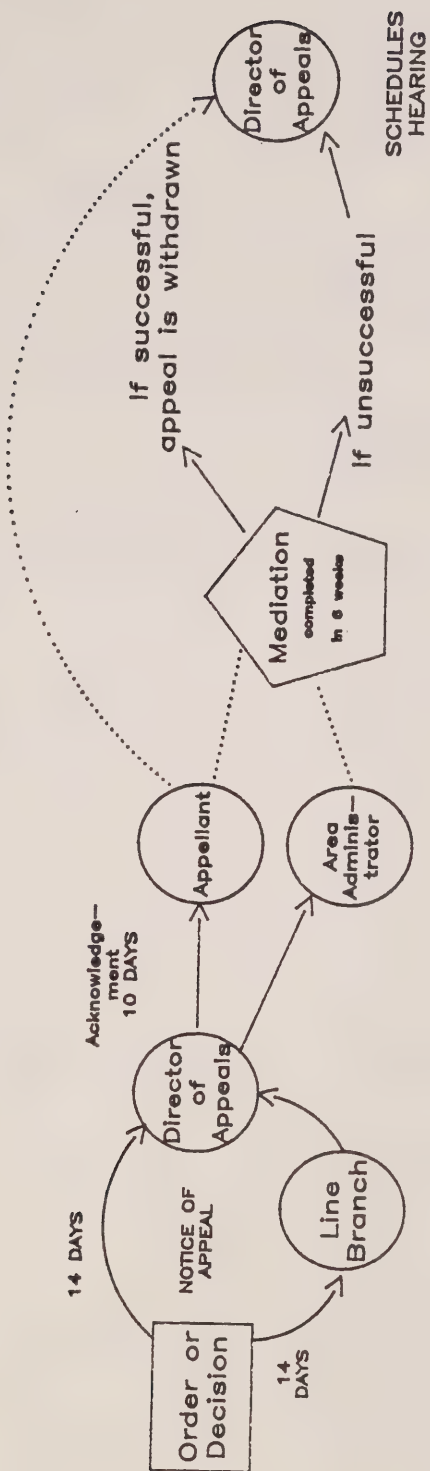 Order or
Decision
14 DAYS
NOTICE OF
APPEAL
14
DAYS
Line
Branch
Director
of
Appeals
Acknowledge-
ment
10 DAYS
Appellant
Area
Adminis-
trator
Mediation
completed
in 6 weeks
If successful,
appeal is withdrawn
If unsuccessful
Director
of
Appeals
SCHEDULES
HEARING